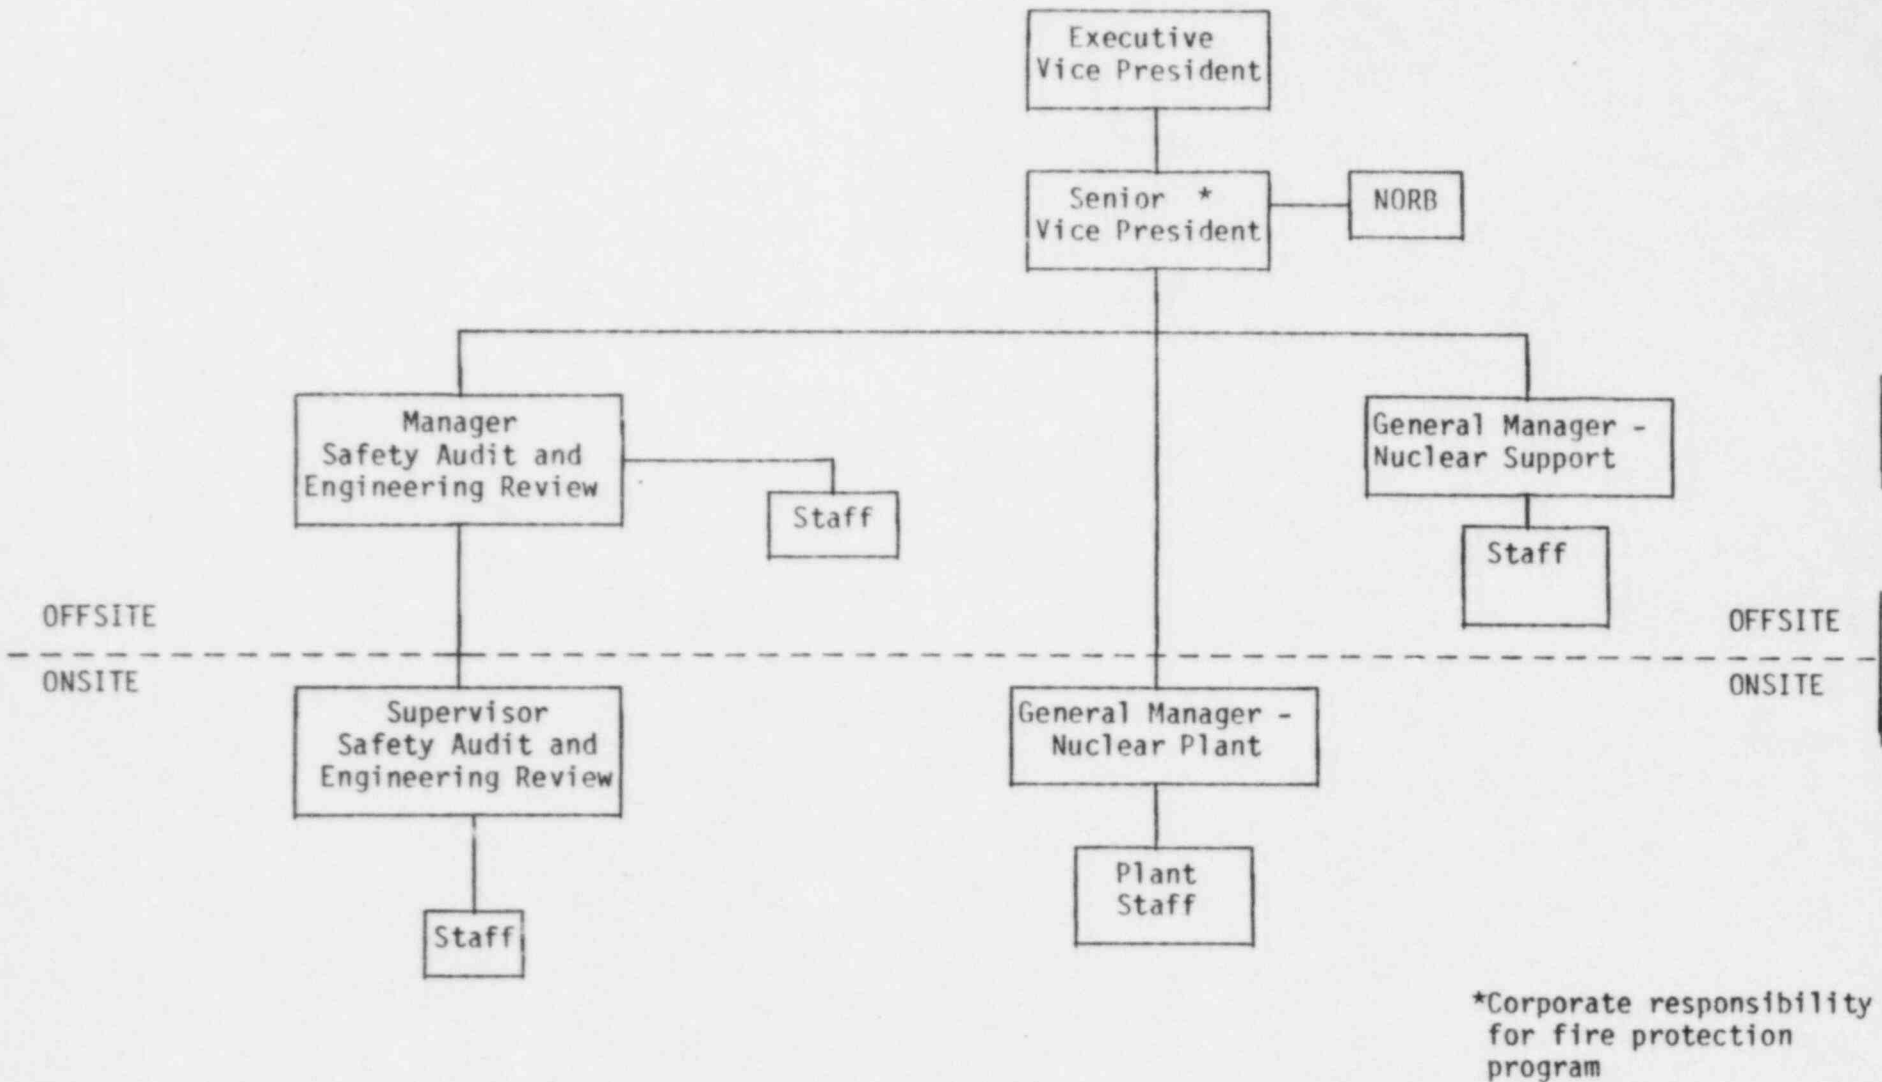 Executive
Vice President
Senior *
Vice President
NORB
Manager
Safety Audit and
Engineering Review
Staff
General Manager -
Nuclear Support
Staff
OFFSITE
OFFSITE
ONSITE
ONSITE
Supervisor
Safety Audit and
Engineering Review
General Manager -
Nuclear Plant
Staff
Plant
Staff
*Corporate responsibility
for fire protection
program